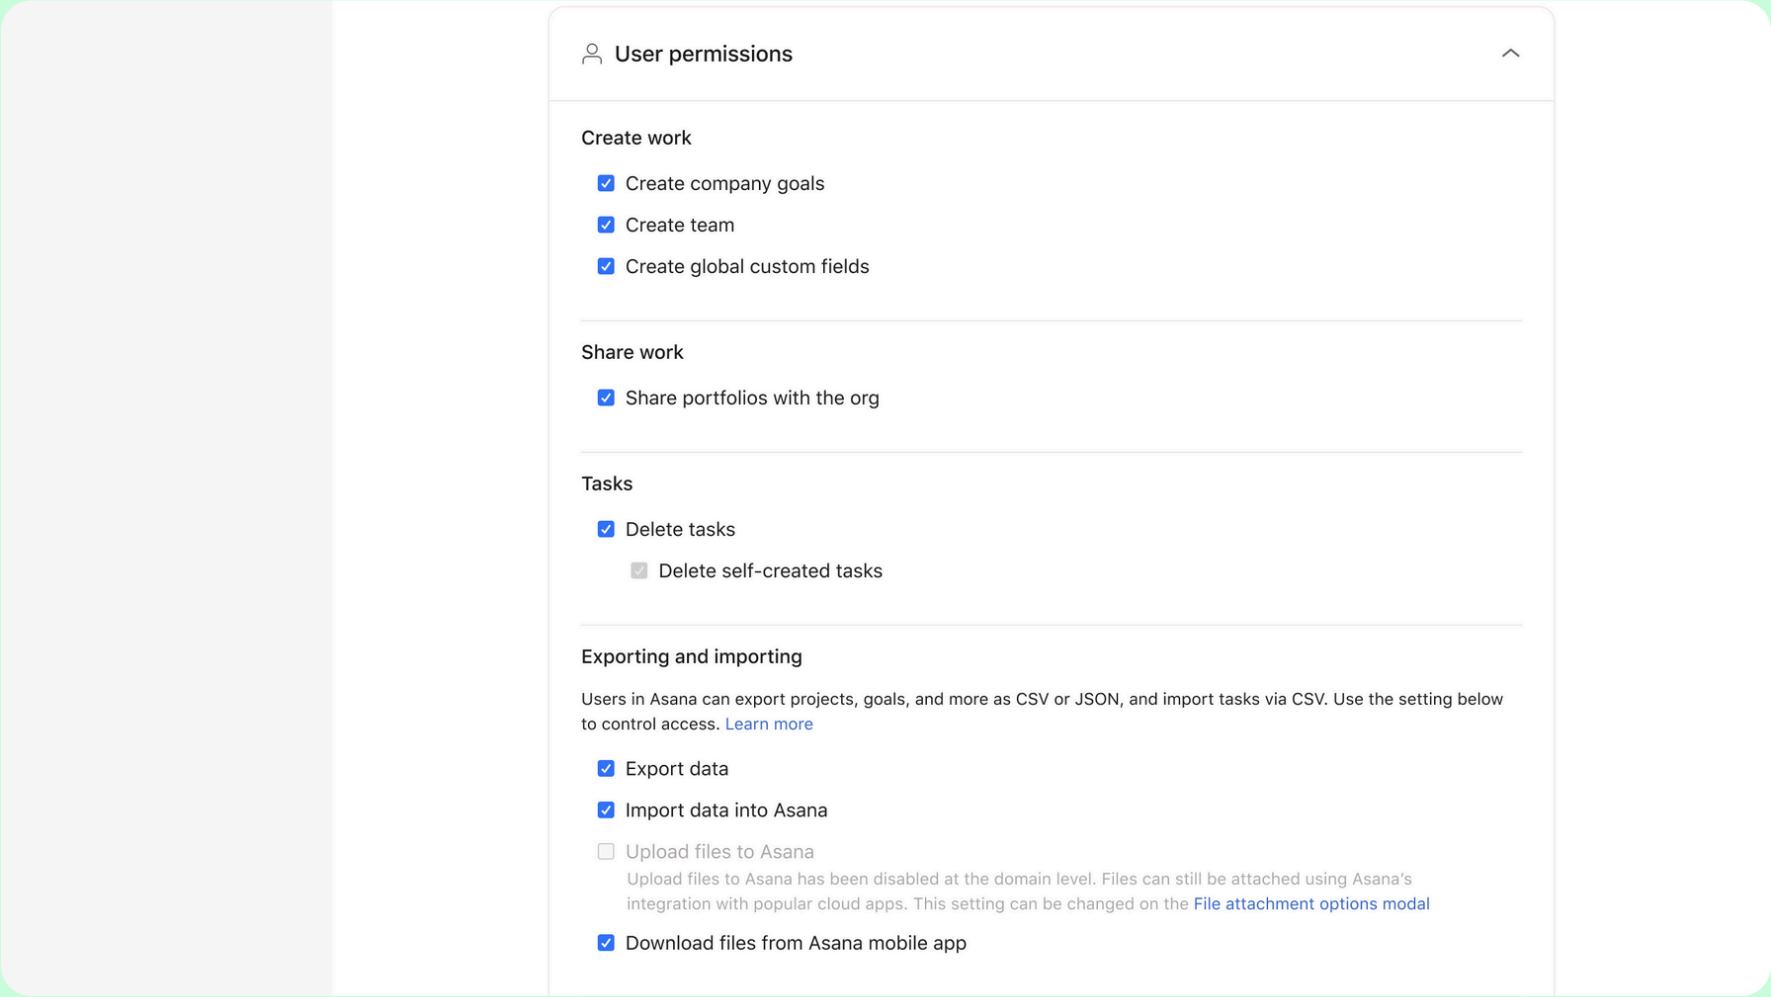 User permissions
Create work
Create company goals
Create team
Create global custom fields
Share work
Share portfolios with the org
Tasks
Delete tasks
Delete self-created tasks
Exporting and importing
Users in Asana can export projects, goals, and more as CSV or JSON, and import tasks via CSV. Use the setting below
to control access. Learn more
Export data
Import data into Asana
Upload files to Asana
Upload files to Asana has been disabled at the domain level. Files can still be attached using Asana’s
integration with popular cloud apps. This setting can be changed on the File attachment options modal
Download files from Asana mobile app